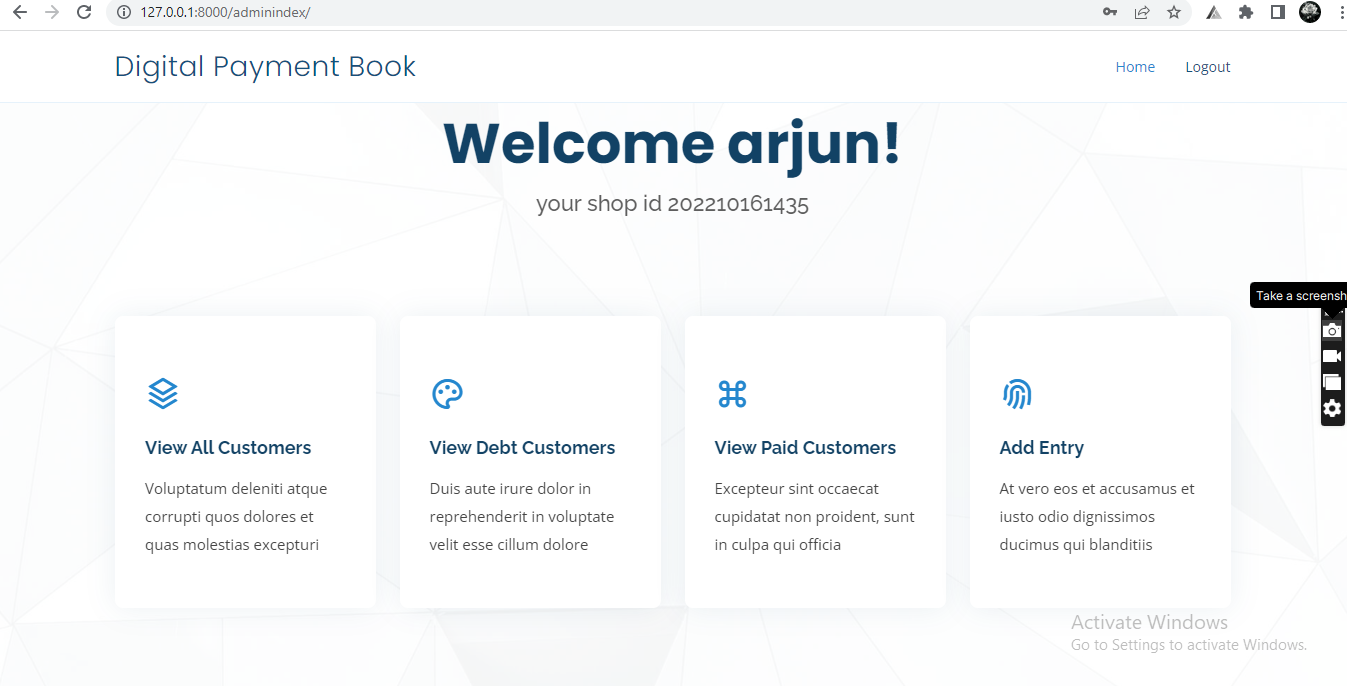 127.0.0.1:8000/adminindex/
Digital Payment Book
Home
Logout
Welcome arjun!
your shop id 202210161435
Take a screensh
View All Customers
Voluptatum deleniti atque
corrupti quos dolores et
quas molestias excepturi
View Debt Customers
Duis aute irure dolor in
reprehenderit in voluptate
velit esse cillum dolore
View Paid Customers
Excepteur sint occaecat
cupidatat non proident, sunt
in culpa qui officia
Add Entry
At vero eos et accusamus et
iusto odio dignissimos
ducimus qui blanditiis
Activate Windows
Go to Settings to activate Windows.